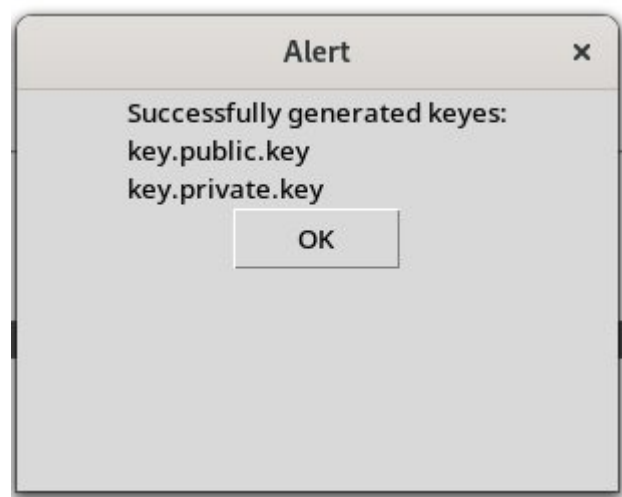 Alert
Successfully generated keyes:
key.public.key
key.private.key
OK